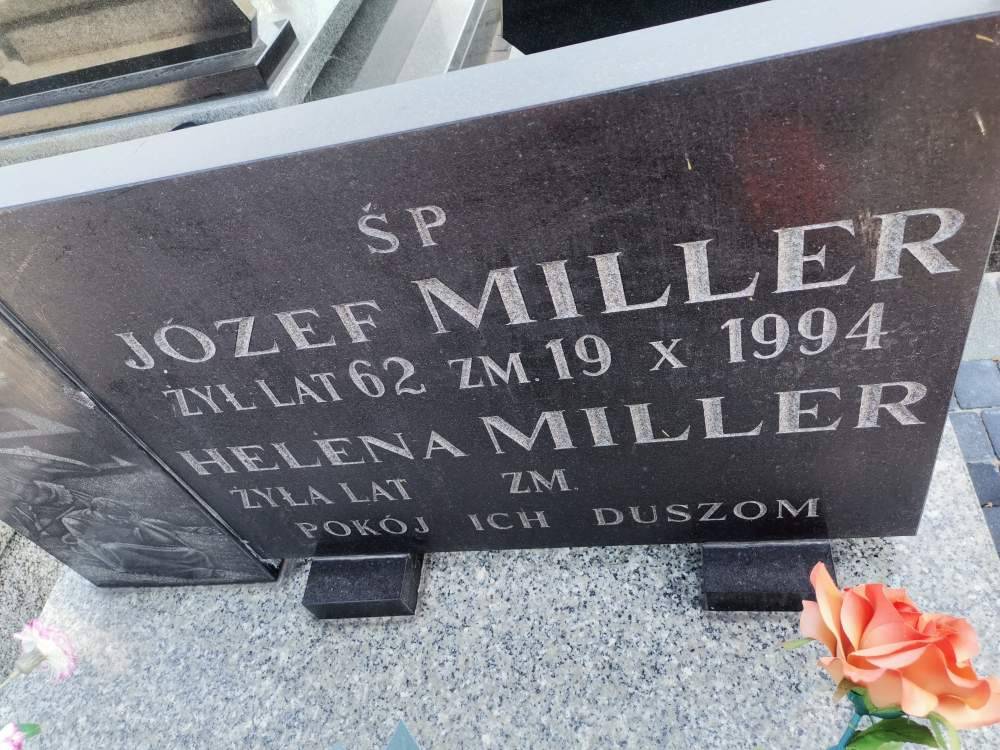 ŚP
JÓZEF MILLER
ŻYŁ LAT 62 ZM. 19 X 1994
HELENA MILLER
ŻYŁA LAT ZM.
POKÓJ ICH DUSZOM